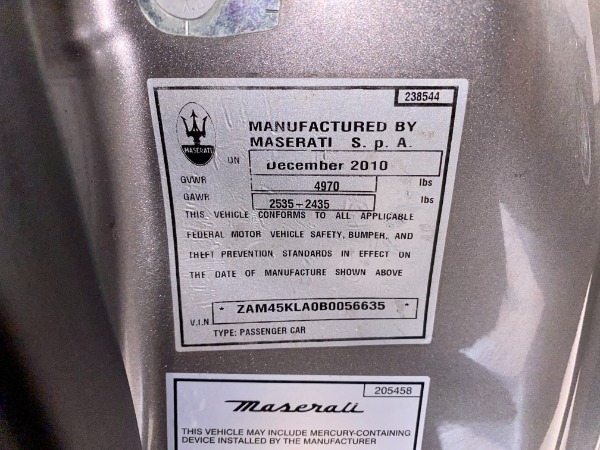 238544
MASERATI
MANUFACTURED BY
MASERATI S. p. A.
ON December 2010
GVWR 4970 lbs
GAWR 2535-2435 lbs
THIS VEHICLE CONFORMS TO ALL APPLICABLE
FEDERAL MOTOR VEHICLE SAFETY, BUMPER, AND
THEFT PREVENTION STANDARDS IN EFFECT ON
THE DATE OF MANUFACTURE SHOWN ABOVE
V.I.N * ZAM45KLA0B0056635 *
TYPE: PASSENGER CAR
205458
Maserati
THIS VEHICLE MAY INCLUDE MERCURY-CONTAINING
DEVICE INSTALLED BY THE MANUFACTURER